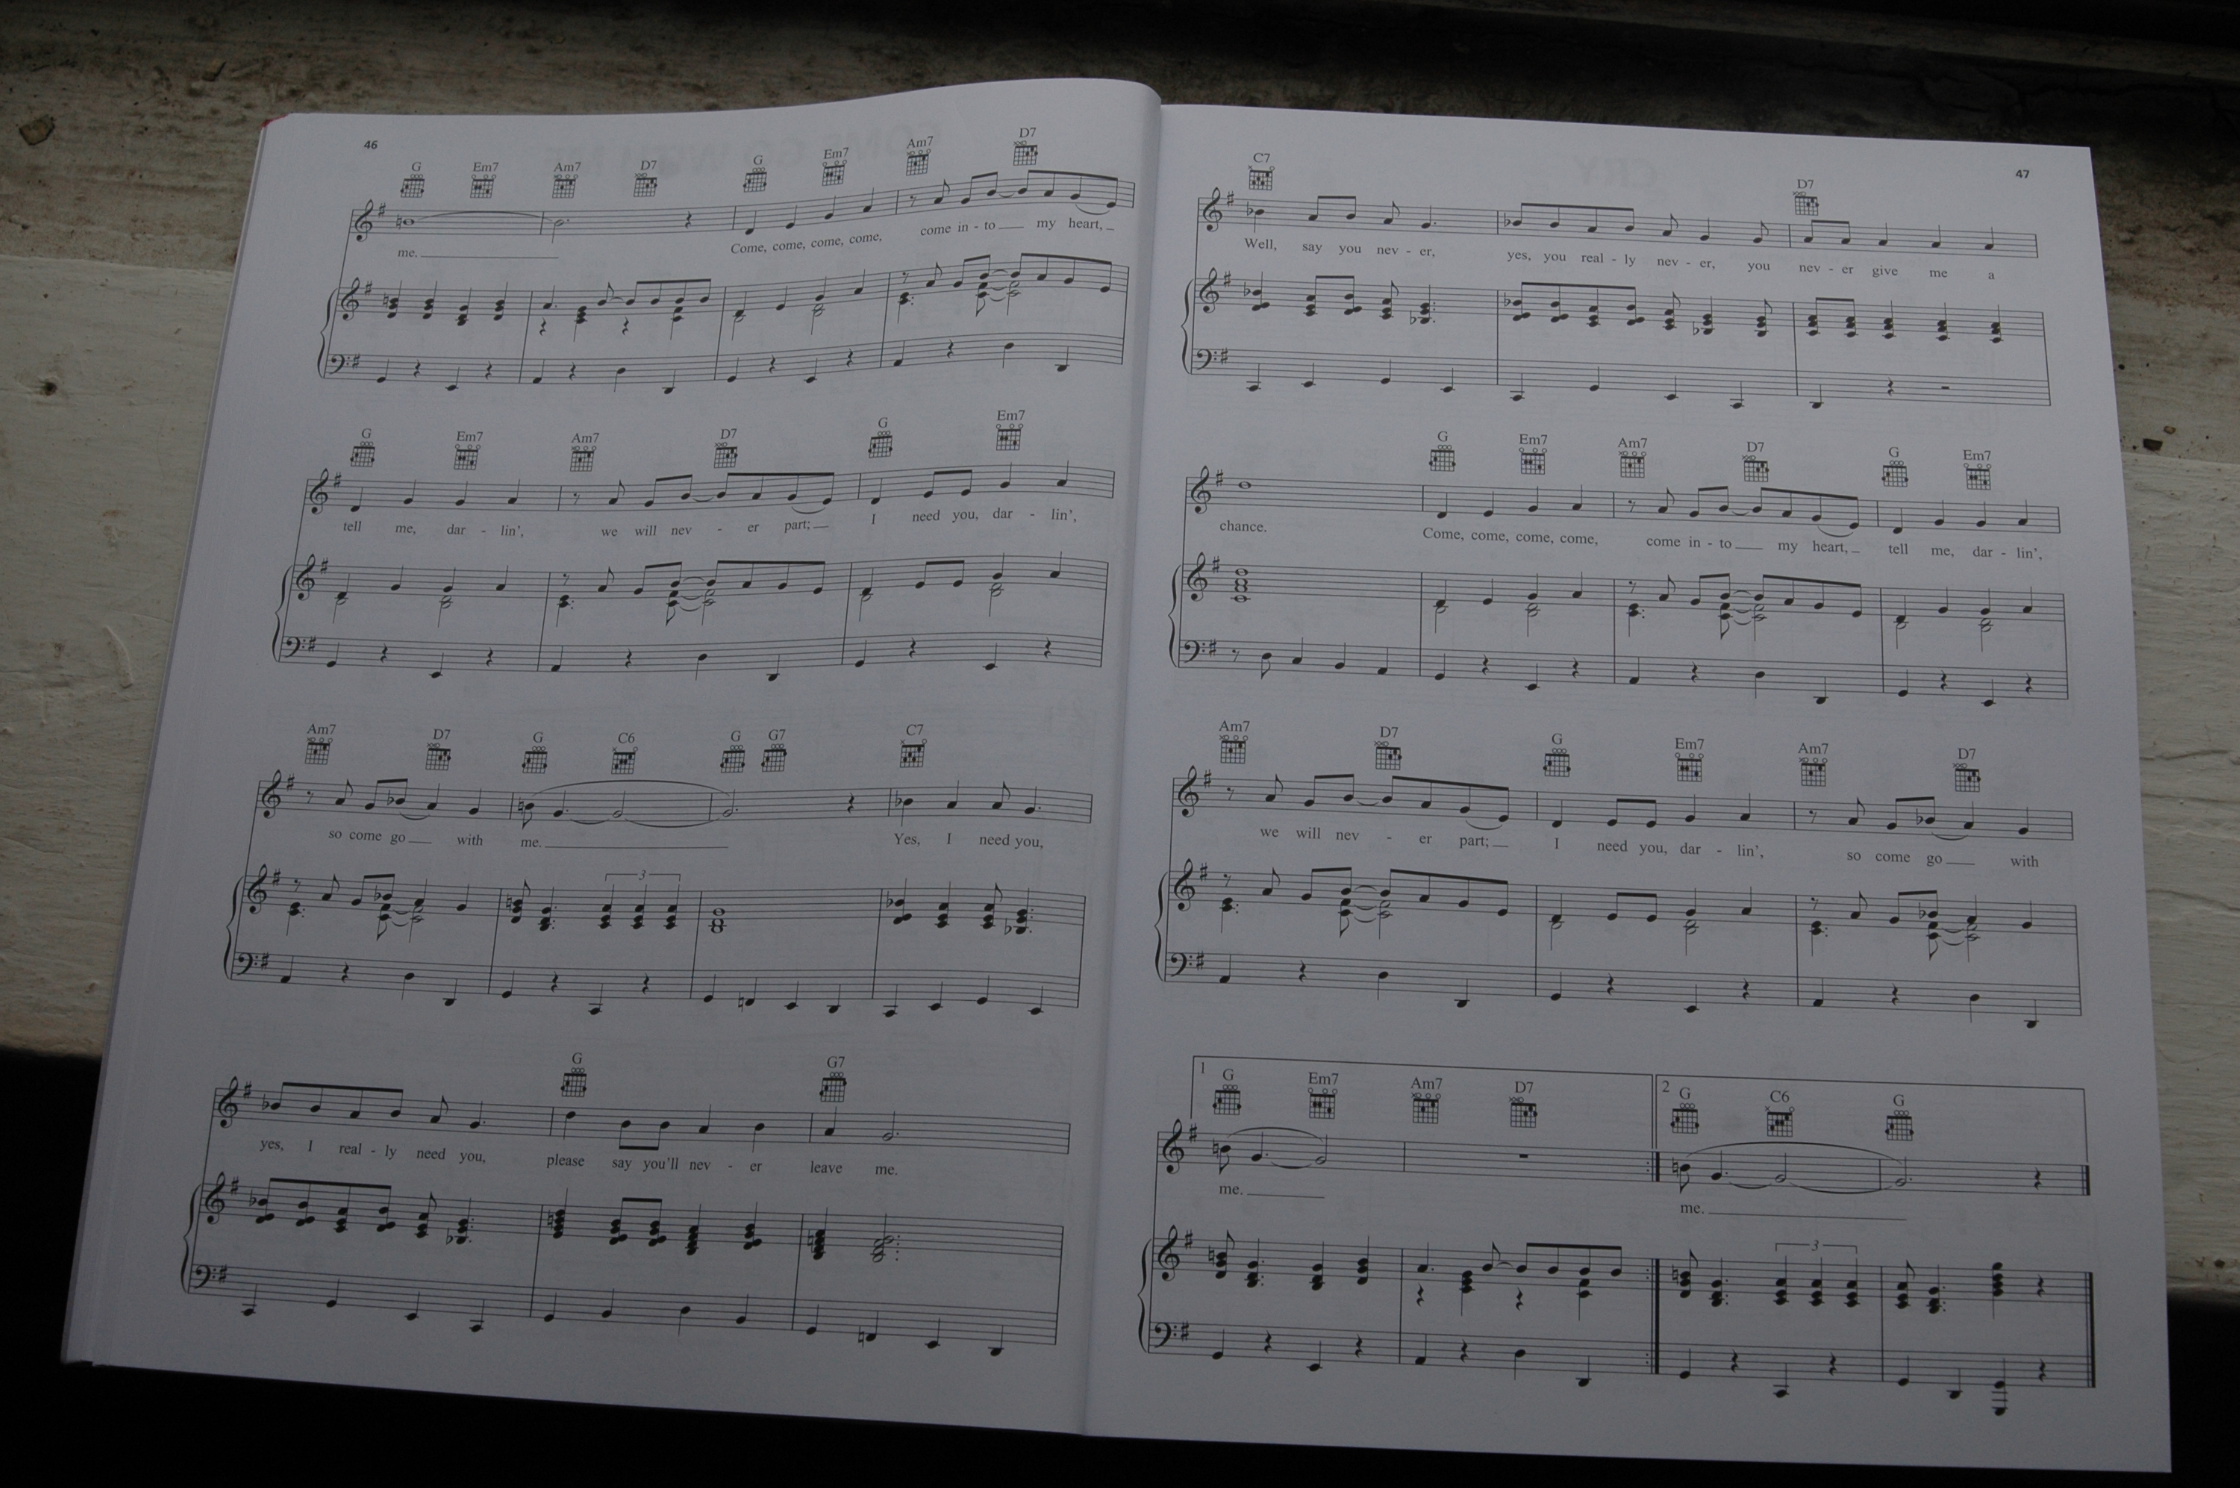 46
G Em7 Am7 D7 G Em7 Am7 D7
me. Come, come, come, come, come in - to my heart,
G Em7 Am7 D7 G Em7
tell me, dar - lin', we will nev - er part; I need you, dar - lin',
Am7 D7 G C6 G G7 C7
so come go with me. Yes, I need you,
3
G G7
yes, I real - ly need you, please say you'll nev - er leave me.
47
C7 D7
Well, say you nev - er, yes, you real - ly nev - er, you nev - er give me a
G Em7 Am7 D7 G Em7
chance. Come, come, come, come, come in - to my heart, tell me, dar - lin',
Am7 D7 G Em7 Am7 D7
we will nev - er part; I need you, dar - lin', so come go with
1 G Em7 Am7 D7 2 G C6 G
me. me.
3